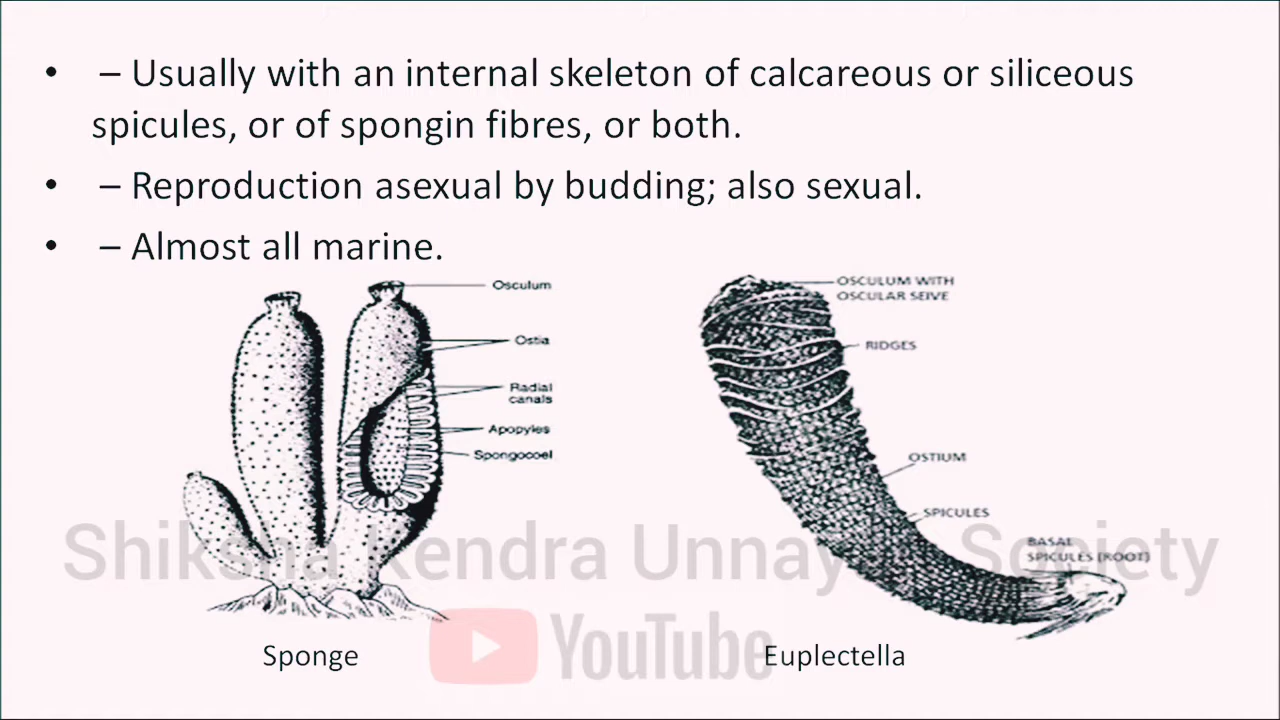 • – Usually with an internal skeleton of calcareous or siliceous
spicules, or of spongin fibres, or both.
• – Reproduction asexual by budding; also sexual.
• – Almost all marine.
Osculum
Ostia
Radial
canals
Apopyles
Spongocoel
OSCULUM WITH
OSCULAR SEIVE
RIDGES
OSTIUM
SPICULES
BASAL
SPICULES (ROOT)
Shiksha Kendra Unnayan Society
YouTube
Sponge
Euplectella